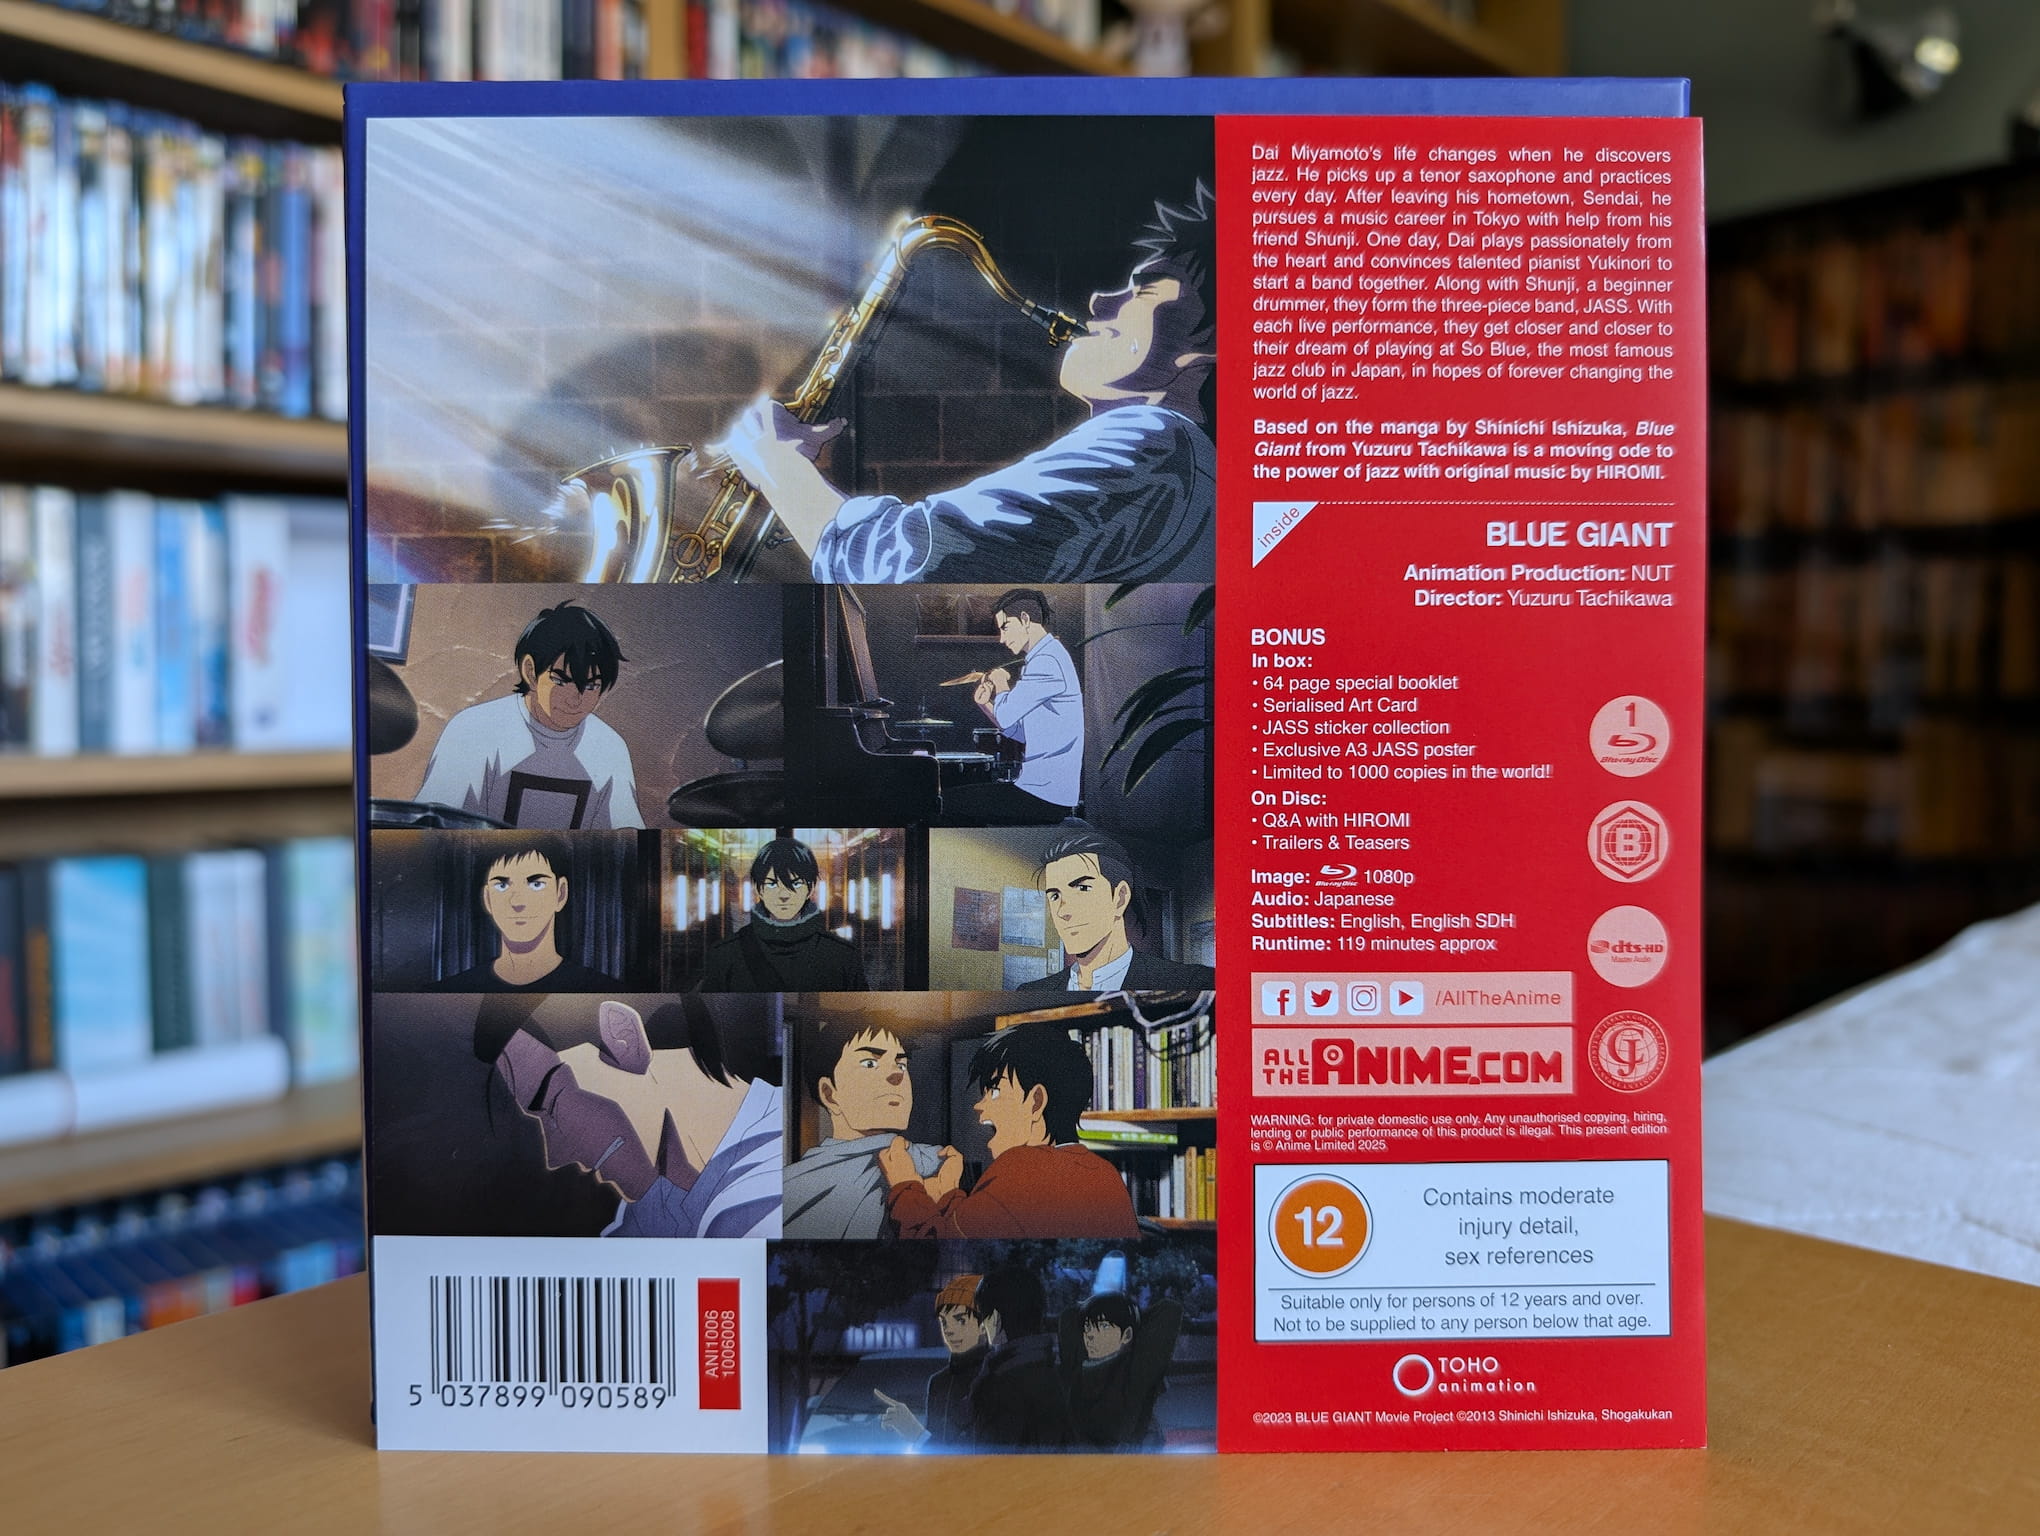 Dai Miyamoto's life changes when he discovers
jazz. He picks up a tenor saxophone and practices
every day. After leaving his hometown, Sendai, he
pursues a music career in Tokyo with help from his
friend Shunji. One day, Dai plays passionately from
the heart and convinces talented pianist Yukinori to
start a band together. Along with Shunji, a beginner
drummer, they form the three-piece band, JASS. With
each live performance, they get closer and closer to
their dream of playing at So Blue, the most famous
jazz club in Japan, in hopes of forever changing the
world of jazz.
Based on the manga by Shinichi Ishizuka, Blue
Giant from Yuzuru Tachikawa is a moving ode to
the power of jazz with original music by HIROMI.
inside
BLUE GIANT
Animation Production: NUT
Director: Yuzuru Tachikawa
BONUS
In box:
• 64 page special booklet
• Serialised Art Card
• JASS sticker collection
• Exclusive A3 JASS poster
• Limited to 1000 copies in the world!
On Disc:
• Q&A with HIROMI
• Trailers & Teasers
Image: Blu-ray Disc 1080p
Audio: Japanese
Subtitles: English, English SDH
Runtime: 119 minutes approx
1
Blu-ray Disc
B
dts-HD
Master Audio
/AllTheAnime
ALL THE ANIME.COM
WARNING: for private domestic use only. Any unauthorised copying, hiring,
lending or public performance of this product is illegal. This present edition
is © Anime Limited 2025.
12
Contains moderate
injury detail,
sex references
Suitable only for persons of 12 years and over.
Not to be supplied to any person below that age.
TOHO
animation
©2023 BLUE GIANT Movie Project ©2013 Shinichi Ishizuka, Shogakukan
5 037899 090589
ANI1006
1006008